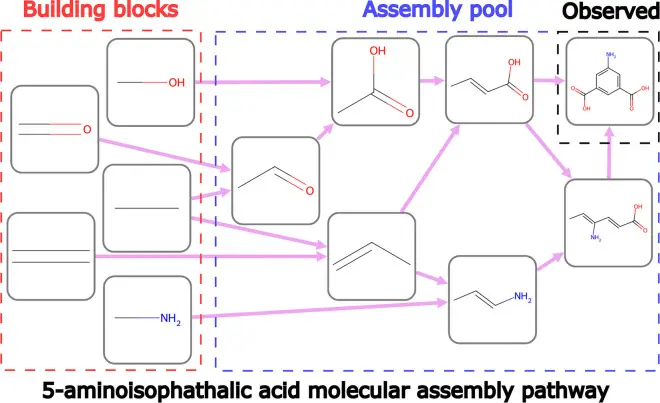 Building blocks
Assembly pool
Observed
OH
OH
O
OH
O
NH2
O
OH
O
OH
O
O
OH
O
NH2
NH2
NH2
5-aminoisophathalic acid molecular assembly pathway